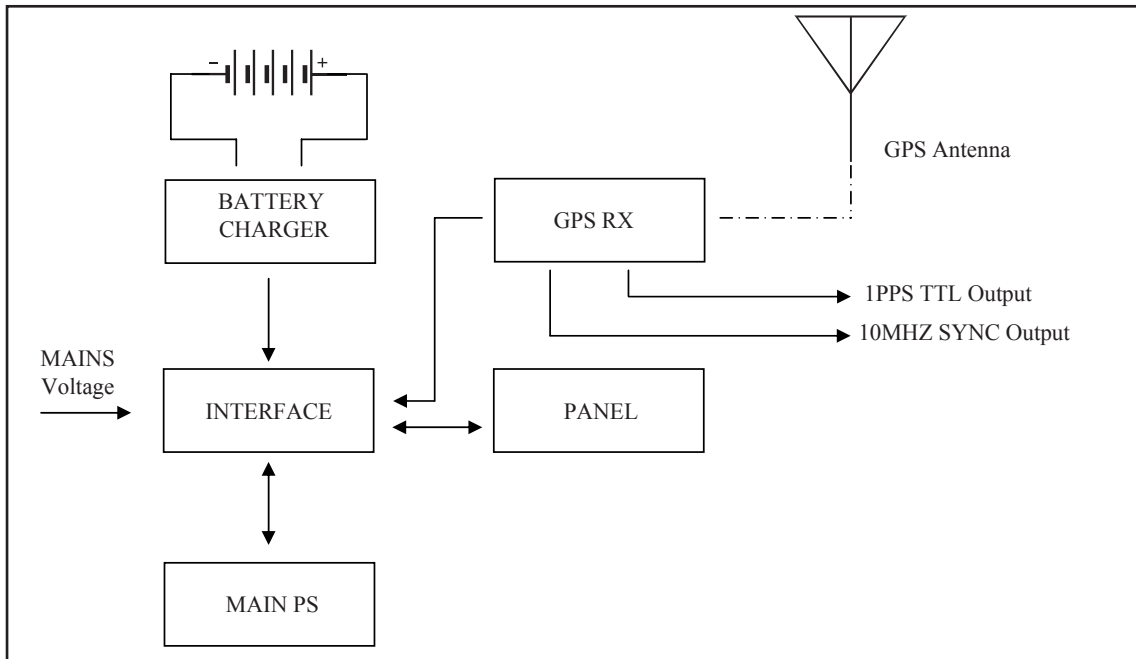 - +
GPS Antenna
BATTERY
CHARGER
GPS RX
1PPS TTL Output
10MHZ SYNC Output
MAINS
Voltage
INTERFACE
PANEL
MAIN PS